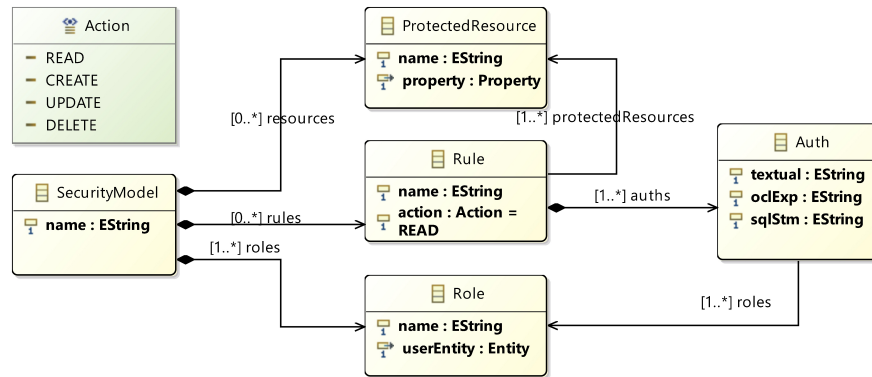 Action
READ
CREATE
UPDATE
DELETE
ProtectedResource
name : EString
property : Property
[0..*] resources
[1..*] protectedResources
SecurityModel
name : EString
Rule
name : EString
action : Action =
READ
[0..*] rules
[1..*] auths
Auth
textual : EString
oclExp : EString
sqlStm : EString
[1..*] roles
Role
name : EString
userEntity : Entity
[1..*] roles